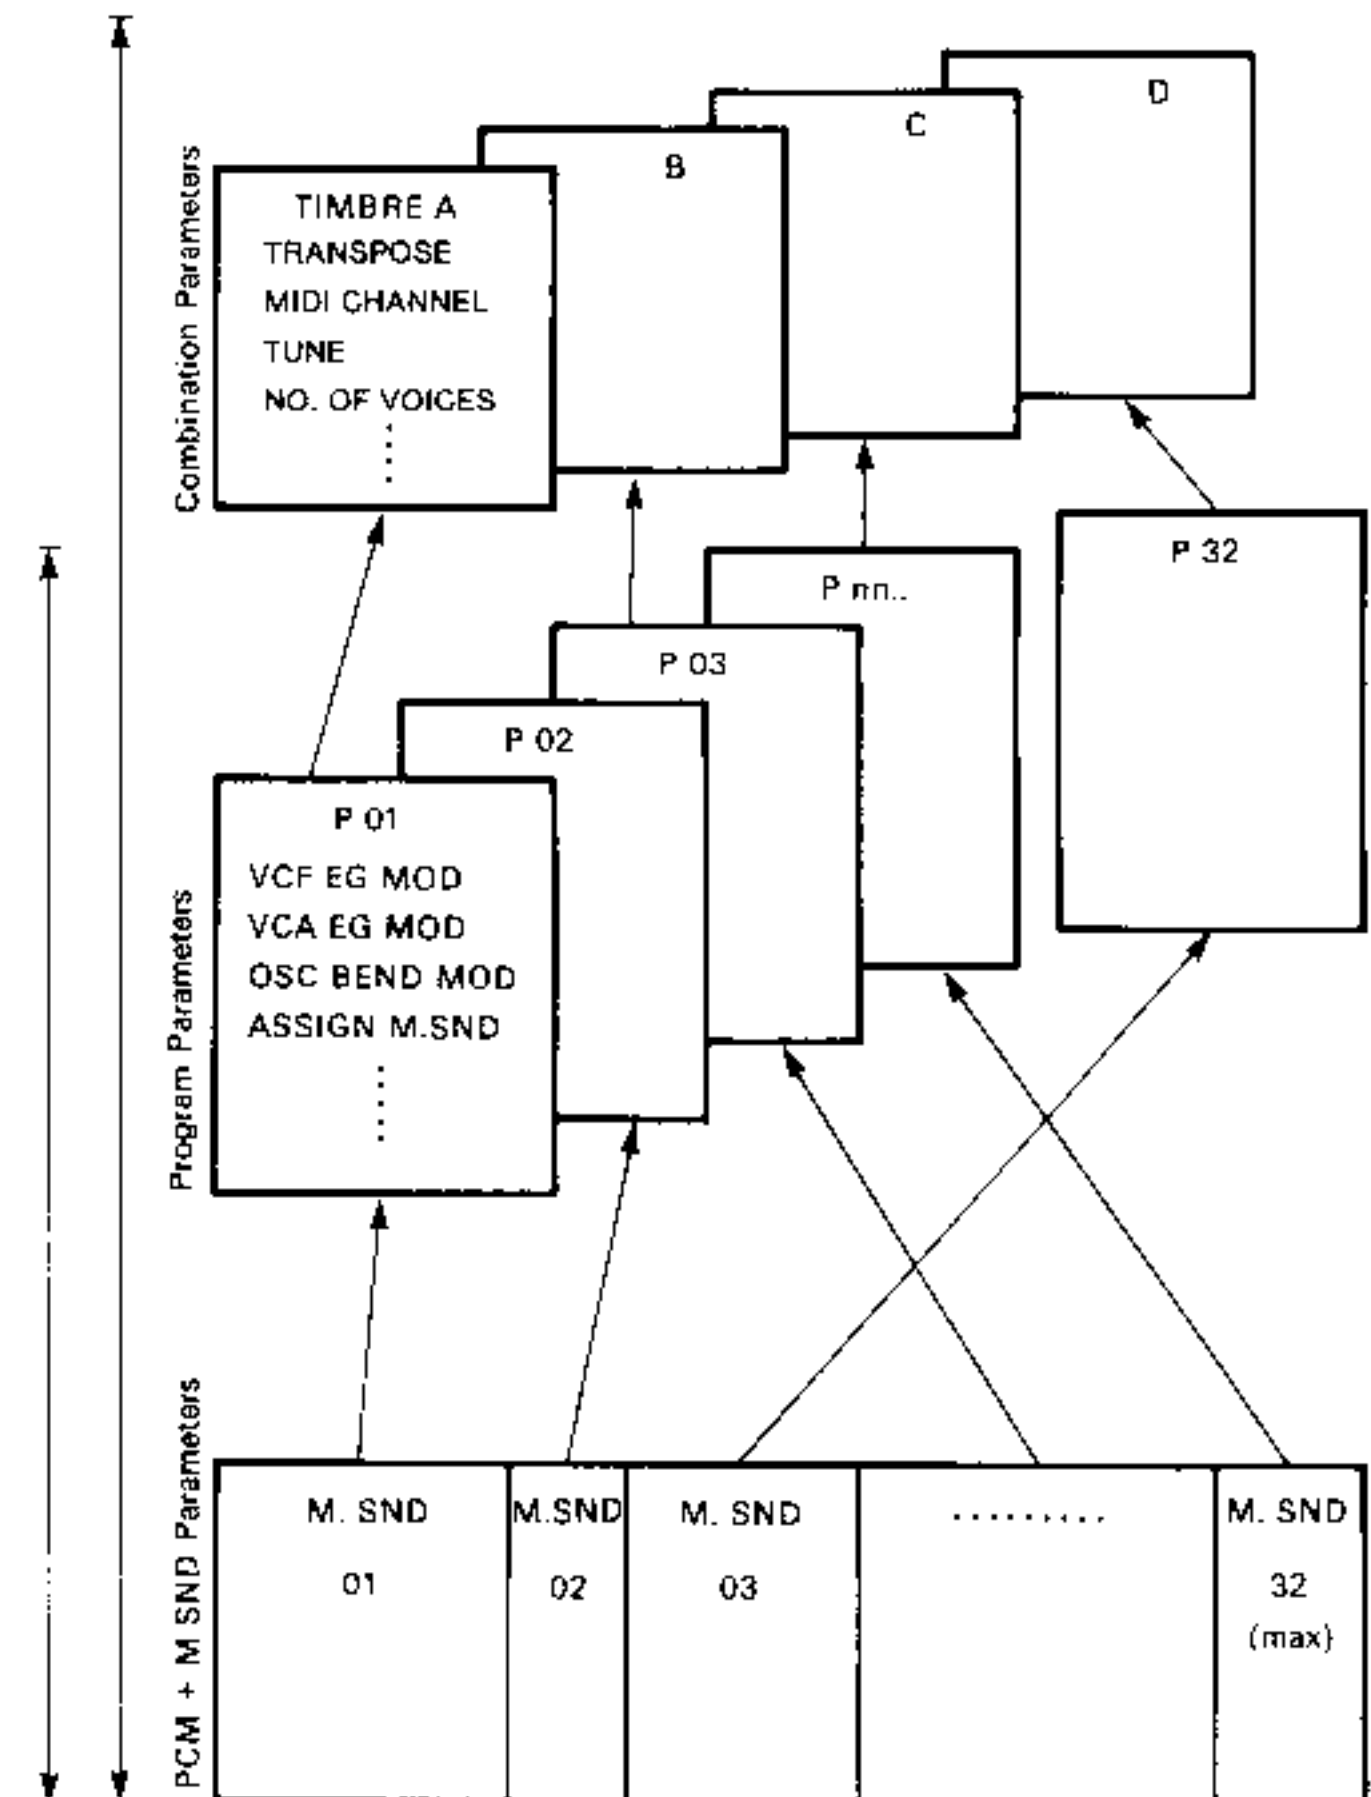 Combination Parameters
TIMBRE A
TRANSPOSE
MIDI CHANNEL
TUNE
NO. OF VOICES
B
C
D
Program Parameters
P 01
VCF EG MOD
VCA EG MOD
OSC BEND MOD
ASSIGN M.SND
P 02
P 03
P nn..
P 32
PCM + M SND Parameters
M. SND
01
M.SND
02
M. SND
03
.........
M. SND
32
(max)